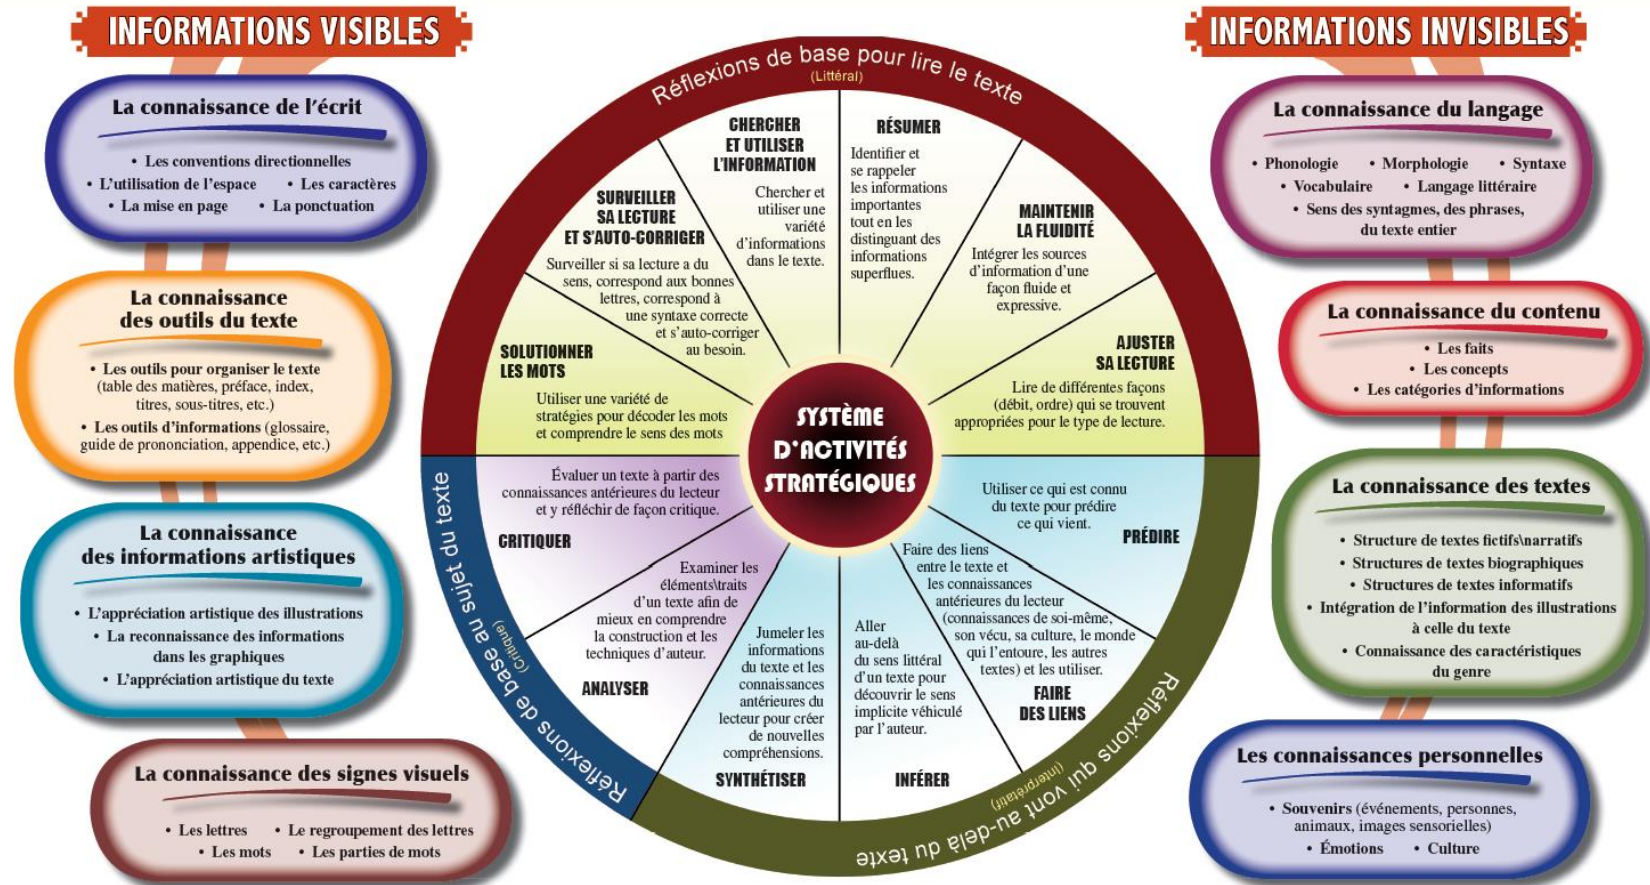 INFORMATIONS VISIBLES
La connaissance de l'écrit
• Les conventions directionnelles
• L'utilisation de l'espace • Les caractères
• La mise en page • La ponctuation
La connaissance
des outils du texte
• Les outils pour organiser le texte
(table des matières, préface, index,
titres, sous-titres, etc.)
• Les outils d'informations (glossaire,
guide de prononciation, appendice, etc.)
La connaissance
des informations artistiques
• L'appréciation artistique des illustrations
• La reconnaissance des informations
dans les graphiques
• L'appréciation artistique du texte
La connaissance des signes visuels
• Les lettres • Le regroupement des lettres
• Les mots • Les parties de mots
Réflexions de base pour lire le texte
(Littéral)
SOLUTIONNER
LES MOTS
Utiliser une variété de
stratégies pour décoder les mots
et comprendre le sens des mots
SURVEILLER
SA LECTURE
ET S'AUTO-CORRIGER
Surveiller si sa lecture a du
sens, correspond aux bonnes
lettres, correspond à
une syntaxe correcte
et s'auto-corriger
au besoin.
CHERCHER
ET UTILISER
L'INFORMATION
Chercher et
utiliser une
variété
d'informations
dans le texte.
RÉSUMER
Identifier et
se rappeler
les informations
importantes
tout en les
distinguant des
informations
superflues.
MAINTENIR
LA FLUIDITÉ
Intégrer les sources
d'information d'une
façon fluide et
expressive.
AJUSTER
SA LECTURE
Lire de différentes façons
(débit, ordre) qui se trouvent
appropriées pour le type de lecture.
SYSTÈME
D'ACTIVITÉS
STRATÉGIQUES
Utiliser ce qui est connu
du texte pour prédire
ce qui vient.
PRÉDIRE
Faire des liens
entre le texte et
les connaissances
antérieures du lecteur
(connaissances de soi-même,
son vécu, sa culture, le monde
qui l'entoure, les autres
textes) et les utiliser.
FAIRE
DES LIENS
Aller
au-delà
du sens littéral
d'un texte pour
découvrir le sens
implicite véhiculé
par l'auteur.
INFÉRER
Jumeler les
informations
du texte et les
connaissances
antérieures du
lecteur pour créer
de nouvelles
compréhensions.
SYNTHÉTISER
Réflexions qui vont au-delà du texte
(Interprétatif)
Examiner les
éléments\traits
d'un texte afin de
mieux en comprendre
la construction et les
techniques d'auteur.
ANALYSER
Évaluer un texte à partir des
connaissances antérieures du lecteur
et y réfléchir de façon critique.
CRITIQUER
Réflexions de base au sujet du texte
(Critique)
INFORMATIONS INVISIBLES
La connaissance du langage
• Phonologie • Morphologie • Syntaxe
• Vocabulaire • Langage littéraire
• Sens des syntagmes, des phrases,
du texte entier
La connaissance du contenu
• Les faits
• Les concepts
• Les catégories d'informations
La connaissance des textes
• Structure de textes fictifs\narratifs
• Structures de textes biographiques
• Structures de textes informatifs
• Intégration de l'information des illustrations
à celle du texte
• Connaissance des caractéristiques
du genre
Les connaissances personnelles
• Souvenirs (événements, personnes,
animaux, images sensorielles)
• Émotions • Culture